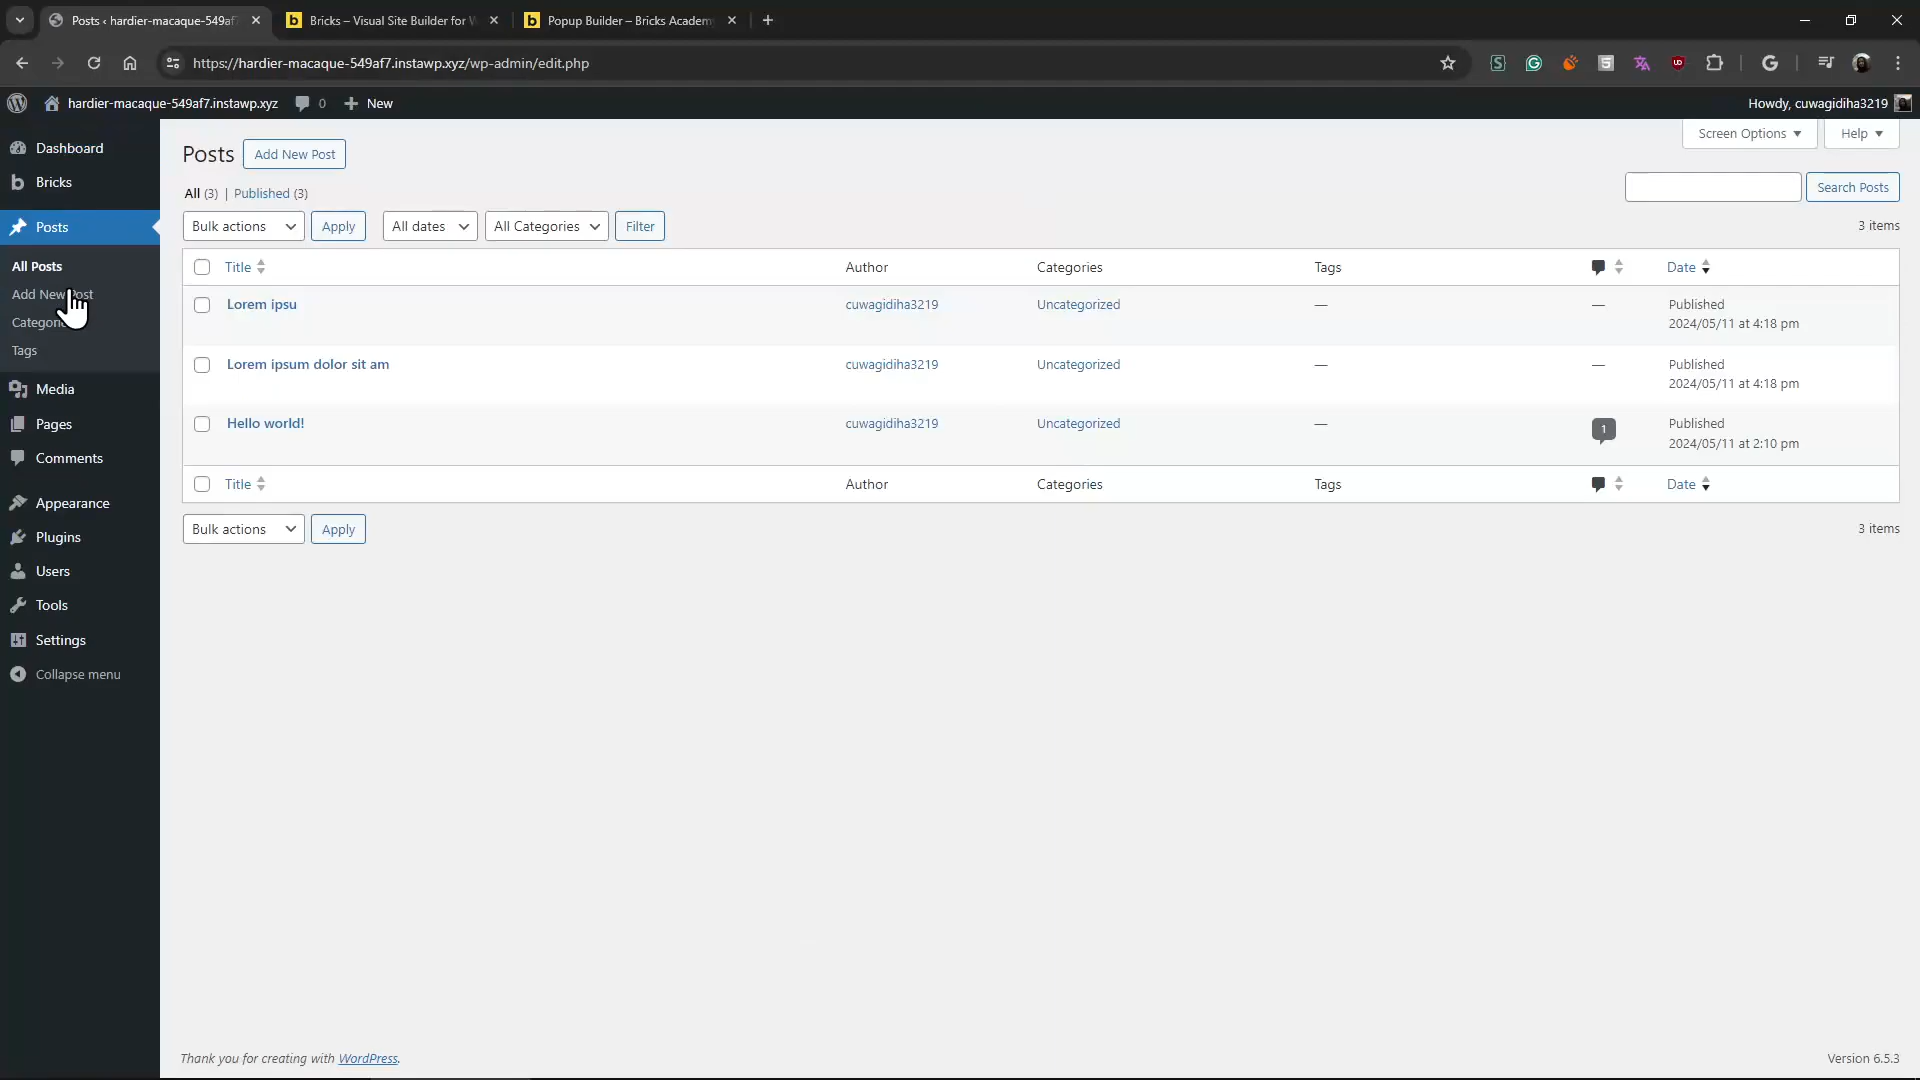 Posts ‹ hardier-macaque-549af7
Bricks – Visual Site Builder for W
Popup Builder – Bricks Academ
https://hardier-macaque-549af7.instawp.xyz/wp-admin/edit.php
hardier-macaque-549af7.instawp.xyz
0
New
Howdy, cuwagidiha3219
Dashboard
Bricks
Posts
All Posts
Add New Post
Categori
Tags
Media
Pages
Comments
Appearance
Plugins
Users
Tools
Settings
Collapse menu
Screen Options
Help
Posts
Add New Post
All (3) | Published (3)
Search Posts
Bulk actions
Apply
All dates
All Categories
Filter
3 items
Title
Author
Categories
Tags
Date
Lorem ipsu
cuwagidiha3219
Uncategorized
—
—
Published
2024/05/11 at 4:18 pm
Lorem ipsum dolor sit am
cuwagidiha3219
Uncategorized
—
—
Published
2024/05/11 at 4:18 pm
Hello world!
cuwagidiha3219
Uncategorized
—
1
Published
2024/05/11 at 2:10 pm
Title
Author
Categories
Tags
Date
Bulk actions
Apply
3 items
Thank you for creating with WordPress.
Version 6.5.3